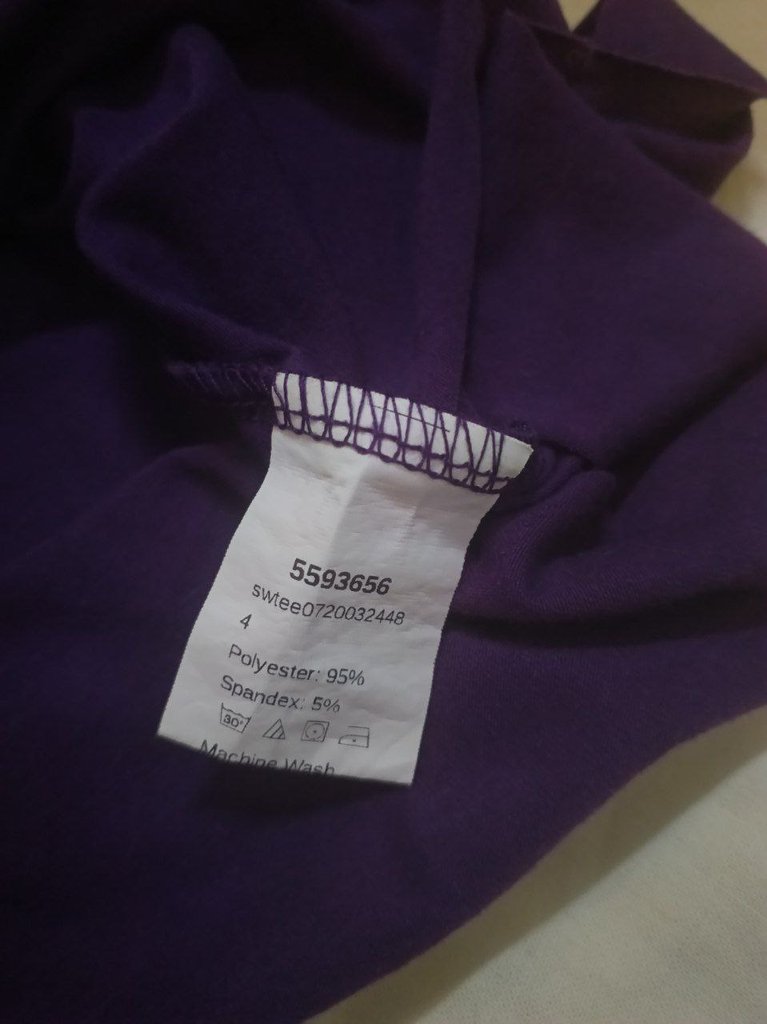 5593656
swtee0720032448
4
Polyester: 95%
Spandex: 5%
30°
Machine Wash